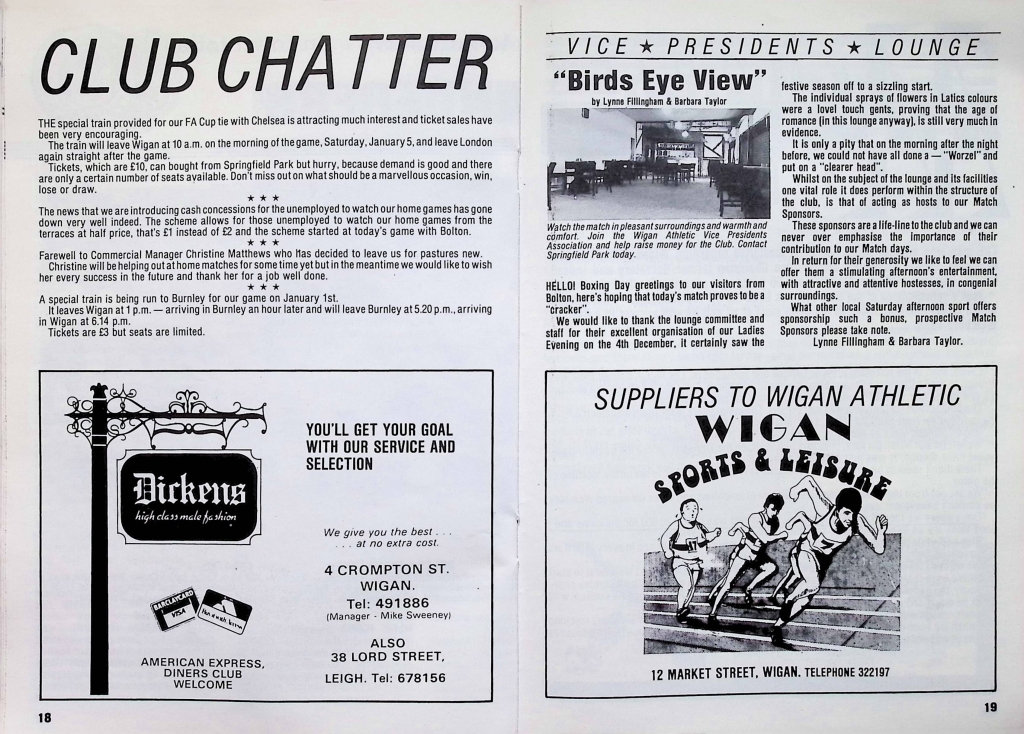 CLUB CHATTER
THE special train provided for our FA Cup tie with Chelsea is attracting much interest and ticket sales have
been very encouraging.
The train will leave Wigan at 10 a.m. on the morning of the game, Saturday, January 5, and leave London
again straight after the game.
Tickets, which are £10, can bought from Springfield Park but hurry, because demand is good and there
are only a certain number of seats available. Don't miss out on what should be a marvellous occasion, win,
lose or draw.
★ ★ ★
The news that we are introducing cash concessions for the unemployed to watch our home games has gone
down very well indeed. The scheme allows for those unemployed to watch our home games from the
terraces at half price, that's £1 instead of £2 and the scheme started at today's game with Bolton.
★ ★ ★
Farewell to Commercial Manager Christine Matthews who has decided to leave us for pastures new.
Christine will be helping out at home matches for some time yet but in the meantime we would like to wish
her every success in the future and thank her for a job well done.
★ ★ ★
A special train is being run to Burnley for our game on January 1st.
It leaves Wigan at 1 p.m. — arriving in Burnley an hour later and will leave Burnley at 5.20 p.m., arriving
in Wigan at 6.14 p.m.
Tickets are £3 but seats are limited.
Dickens
high class male fashion
YOU'LL GET YOUR GOAL
WITH OUR SERVICE AND
SELECTION
We give you the best . . .
. . . at no extra cost.
4 CROMPTON ST.
WIGAN.
Tel: 491886
(Manager - Mike Sweeney)
ALSO
38 LORD STREET,
LEIGH. Tel: 678156
BARCLAYCARD
VISA
AMERICAN EXPRESS,
DINERS CLUB
WELCOME
18
VICE ★ PRESIDENTS ★ LOUNGE
"Birds Eye View"
by Lynne Fillingham & Barbara Taylor
Watch the match in pleasant surroundings and warmth and
comfort. Join the Wigan Athletic Vice Presidents
Association and help raise money for the Club. Contact
Springfield Park today.
HELLO! Boxing Day greetings to our visitors from
Bolton, here's hoping that today's match proves to be a
"cracker".
We would like to thank the lounge committee and
staff for their excellent organisation of our Ladies
Evening on the 4th December, it certainly saw the
festive season off to a sizzling start.
The individual sprays of flowers in Latics colours
were a lovel touch gents, proving that the age of
romance (in this lounge anyway), is still very much in
evidence.
It is only a pity that on the morning after the night
before, we could not have all done a — "Worzel" and
put on a "clearer head".
Whilst on the subject of the lounge and its facilities
one vital role it does perform within the structure of
the club, is that of acting as hosts to our Match
Sponsors.
These sponsors are a life-line to the club and we can
never over emphasise the importance of their
contribution to our Match days.
In return for their generosity we like to feel we can
offer them a stimulating afternoon's entertainment,
with attractive and attentive hostesses, in congenial
surroundings.
What other local Saturday afternoon sport offers
sponsorship such a bonus, prospective Match
Sponsors please take note.
Lynne Fillingham & Barbara Taylor.
SUPPLIERS TO WIGAN ATHLETIC
WIGAN
SPORTS & LEISURE
12 MARKET STREET, WIGAN. TELEPHONE 322197
19